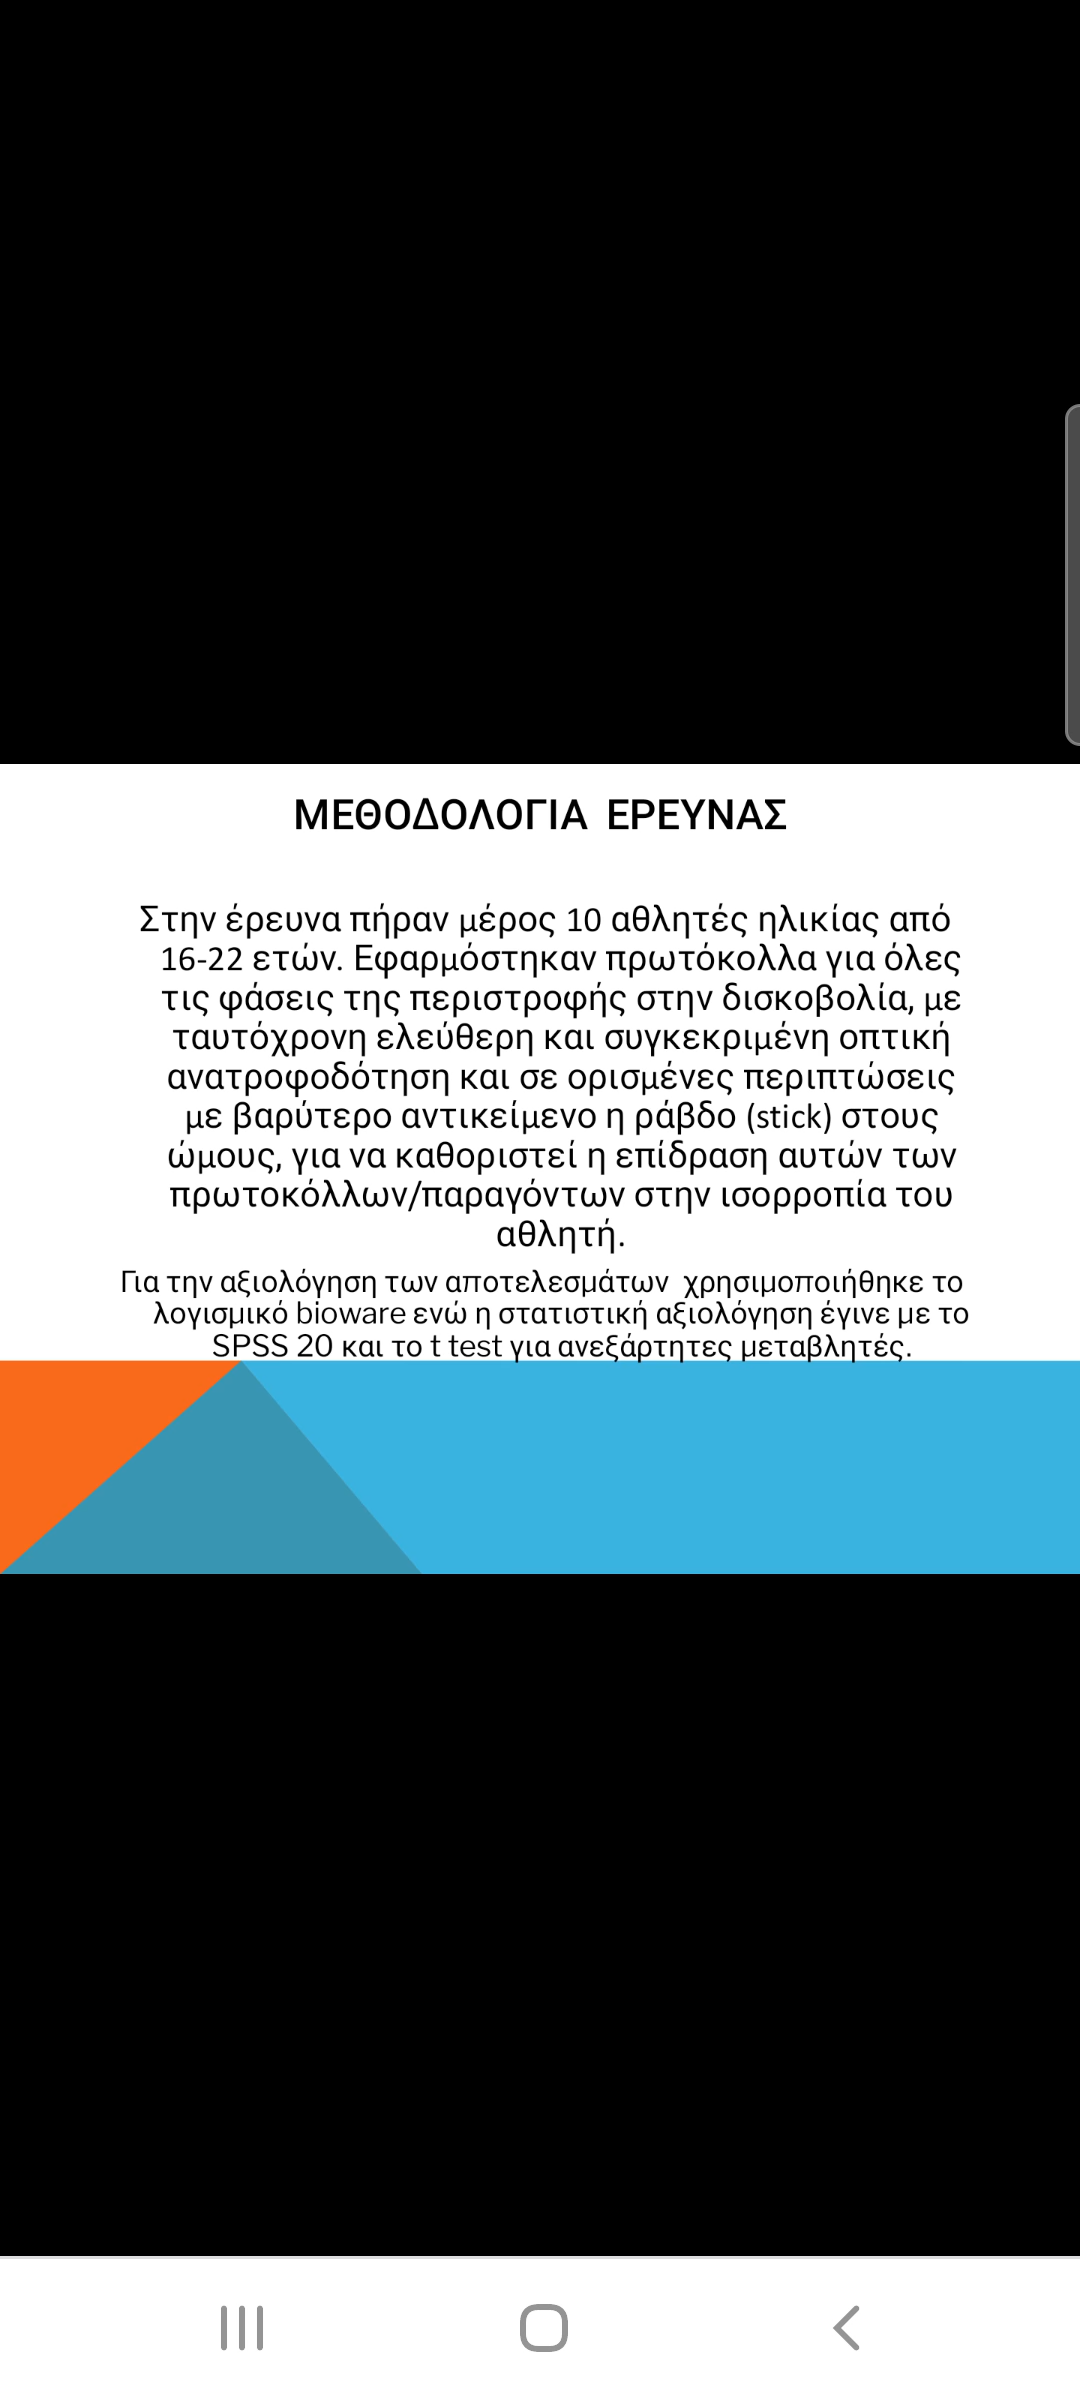 ΜΕΘΟΔΟΛΟΓΙΑ ΕΡΕΥΝΑΣ
Στην έρευνα πήραν μέρος 10 αθλητές ηλικίας από
16-22 ετών. Εφαρμόστηκαν πρωτόκολλα για όλες
τις φάσεις της περιστροφής στην δισκοβολία, με
ταυτόχρονη ελεύθερη και συγκεκριμένη οπτική
ανατροφοδότηση και σε ορισμένες περιπτώσεις
με βαρύτερο αντικείμενο η ράβδο (stick) στους
ώμους, για να καθοριστεί η επίδραση αυτών των
πρωτοκόλλων/παραγόντων στην ισορροπία του
αθλητή.
Για την αξιολόγηση των αποτελεσμάτων χρησιμοποιήθηκε το
λογισμικό bioware ενώ η στατιστική αξιολόγηση έγινε με το
SPSS 20 και το t test για ανεξάρτητες μεταβλητές.